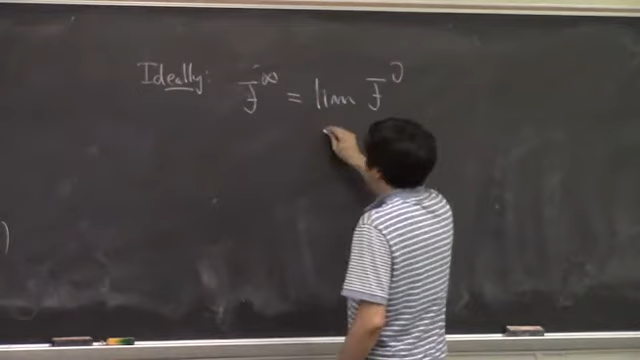 Ideally: F^∞ = lim F^J
)